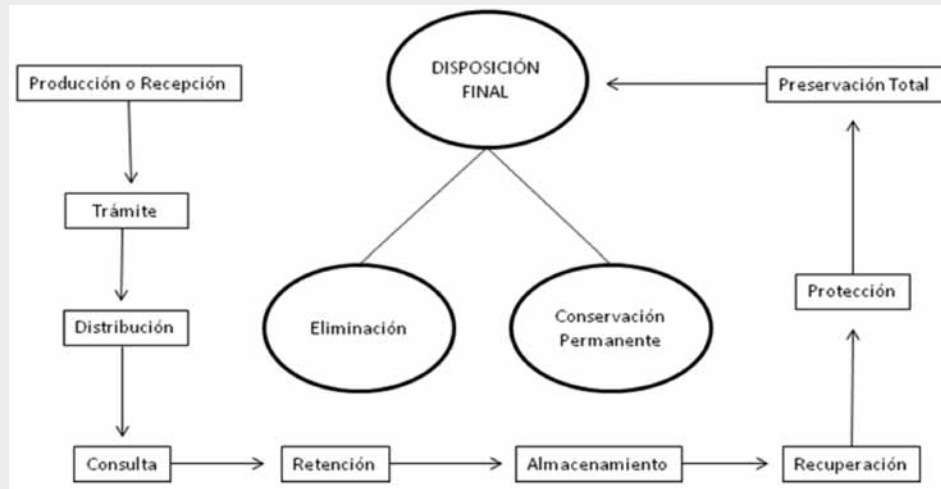 Producción o Recepción
Trámite
Distribución
Consulta
Retención
Almacenamiento
Recuperación
Protección
Preservación Total
DISPOSICIÓN
FINAL
Eliminación
Conservación
Permanente